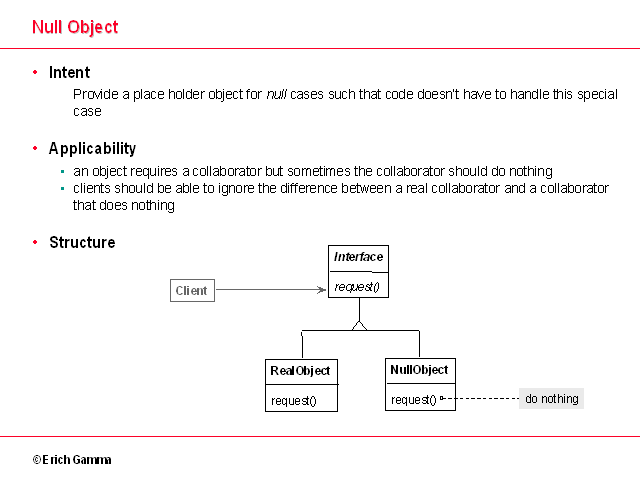 Null Object
• Intent
Provide a place holder object for null cases such that code doesn't have to handle this special
case
• Applicability
• an object requires a collaborator but sometimes the collaborator should do nothing
• clients should be able to ignore the difference between a real collaborator and a collaborator
that does nothing
• Structure
Interface
request()
Client
RealObject
request()
NullObject
request()
do nothing
© Erich Gamma